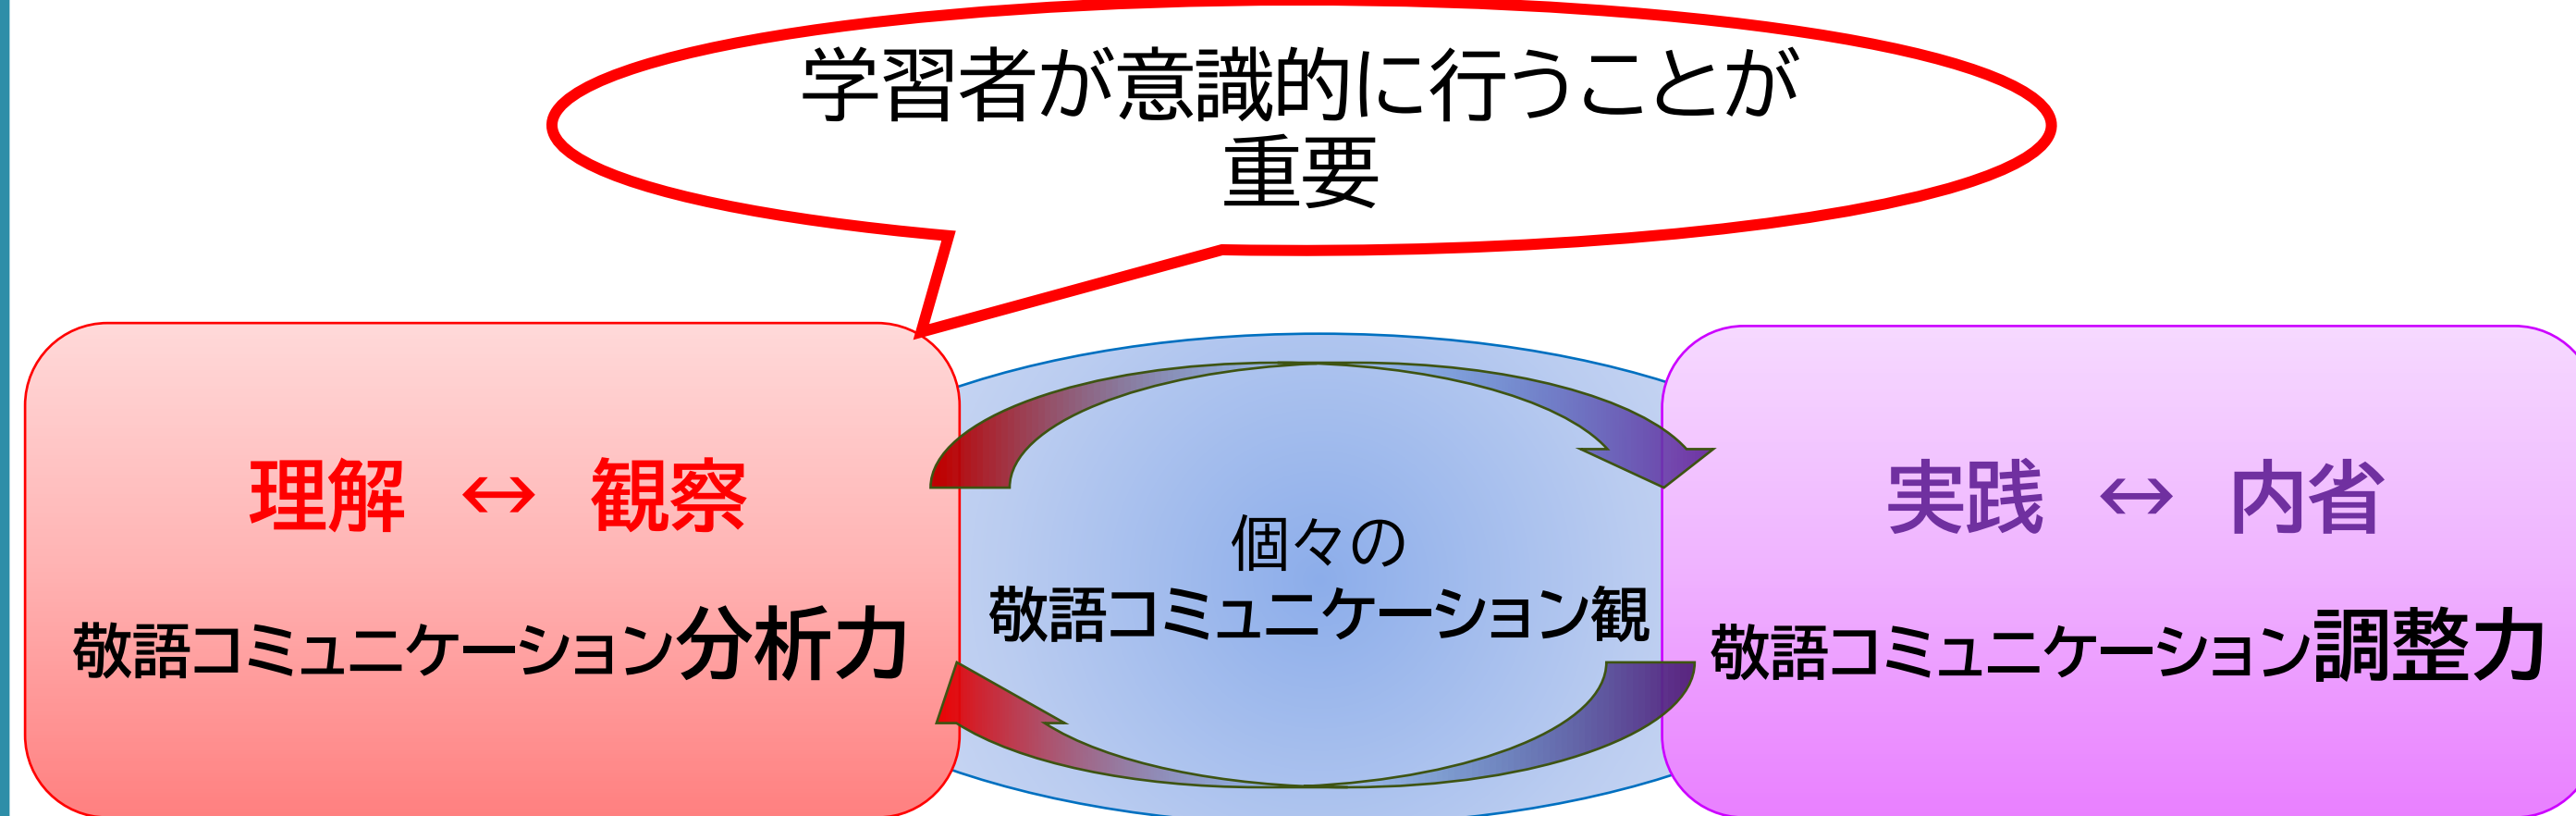 学習者が意識的に行うことが
重要
理解 ↔ 観察
敬語コミュニケーション分析力
個々の
敬語コミュニケーション観
実践 ↔ 内省
敬語コミュニケーション調整力